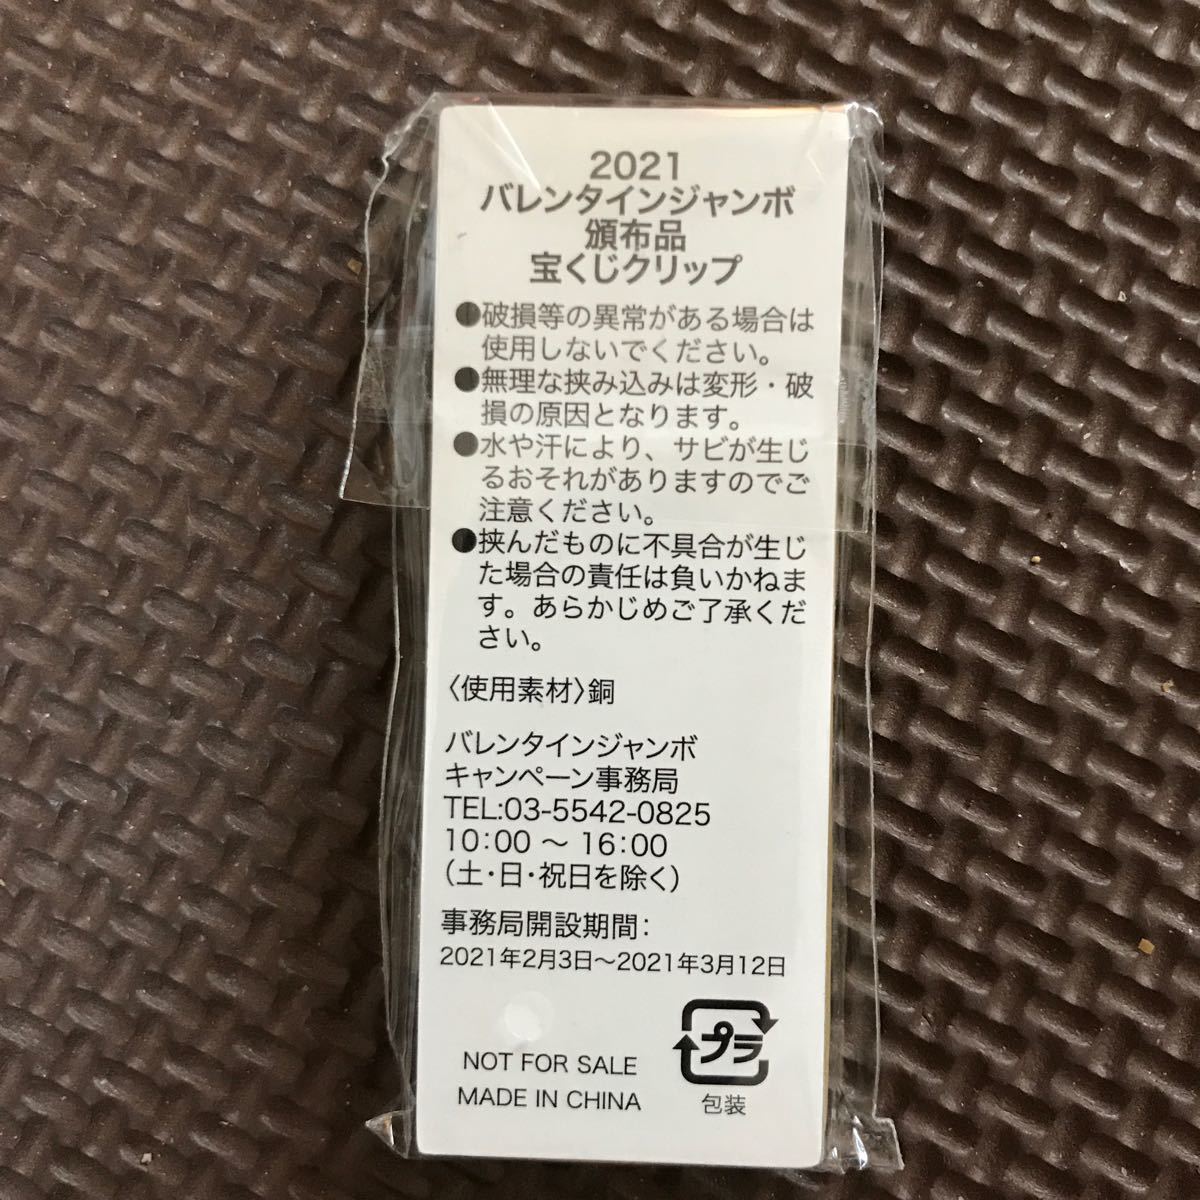 2021
バレンタインジャンボ
頒布品
宝くじクリップ
●破損等の異常がある場合は
使用しないでください。
●無理な挟み込みは変形・破
損の原因となります。
●水や汗により、サビが生じ
るおそれがありますのでご
注意ください。
●挟んだものに不具合が生じ
た場合の責任は負いかねま
す。あらかじめご了承くだ
さい。
〈使用素材〉銅
バレンタインジャンボ
キャンペーン事務局
TEL:03-5542-0825
10:00 〜 16:00
(土・日・祝日を除く)
事務局開設期間:
2021年2月3日〜2021年3月12日
NOT FOR SALE
MADE IN CHINA
プラ
包装